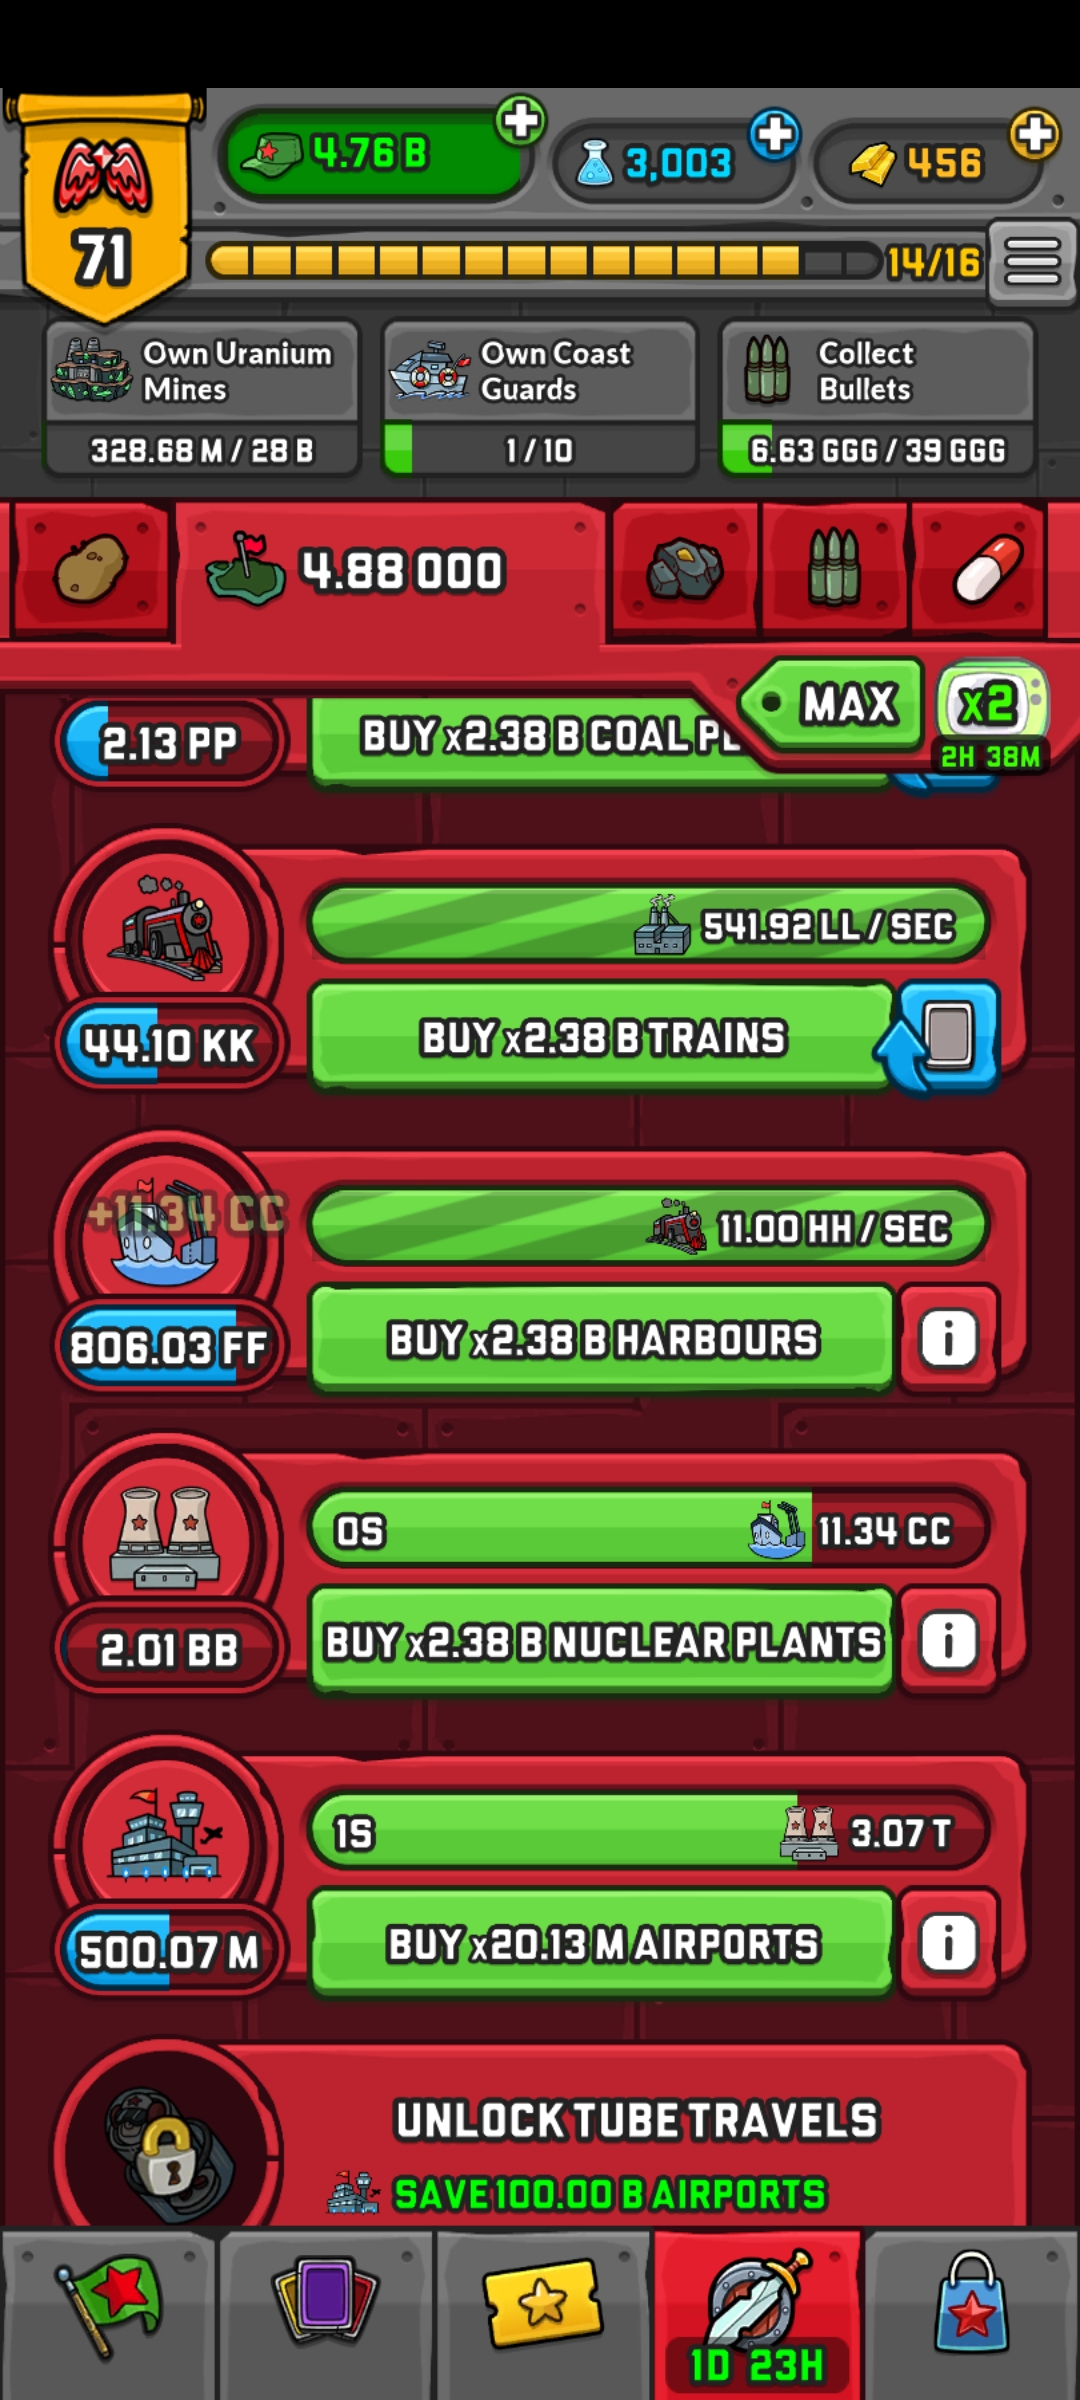 4.76 B
3,003
456
71
14/16
Own Uranium
Mines
328.68 M / 28 B
Own Coast
Guards
1 / 10
Collect
Bullets
6.63 GGG / 39 GGG
4.88 OOO
MAX
x2
2H 38M
2.13 PP
BUY x2.38 B COAL
541.92 LL / SEC
44.10 KK
BUY x2.38 B TRAINS
+11.34 CC
11.00 HH / SEC
806.03 FF
BUY x2.38 B HARBOURS
i
0S
11.34 CC
2.01 BB
BUY x2.38 B NUCLEAR PLANTS
i
1S
3.07 T
500.07 M
BUY x20.13 M AIRPORTS
i
UNLOCK TUBE TRAVELS
SAVE 100.00 B AIRPORTS
1D 23H